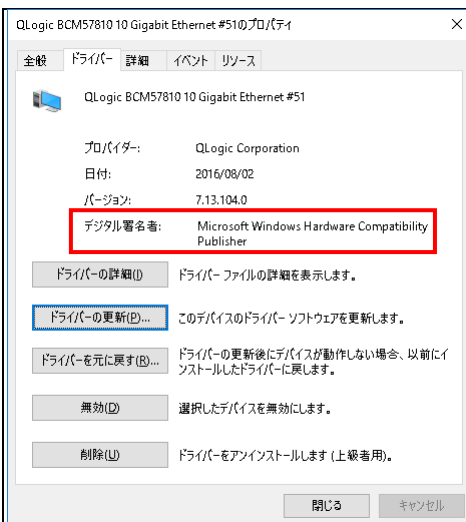 QLogic BCM57810 10 Gigabit Ethernet #51のプロパティ
全般 ドライバー 詳細 イベント リソース
QLogic BCM57810 10 Gigabit Ethernet #51
プロバイダー: QLogic Corporation
日付: 2016/08/02
バージョン: 7.13.104.0
デジタル署名者: Microsoft Windows Hardware Compatibility
Publisher
ドライバーの詳細(I) ドライバー ファイルの詳細を表示します。
ドライバーの更新(P)... このデバイスのドライバー ソフトウェアを更新します。
ドライバーを元に戻す(R)... ドライバーの更新後にデバイスが動作しない場合、以前にイ
ンストールしたドライバーに戻します。
無効(D) 選択したデバイスを無効にします。
削除(U) ドライバーをアンインストールします (上級者用)。
閉じる キャンセル